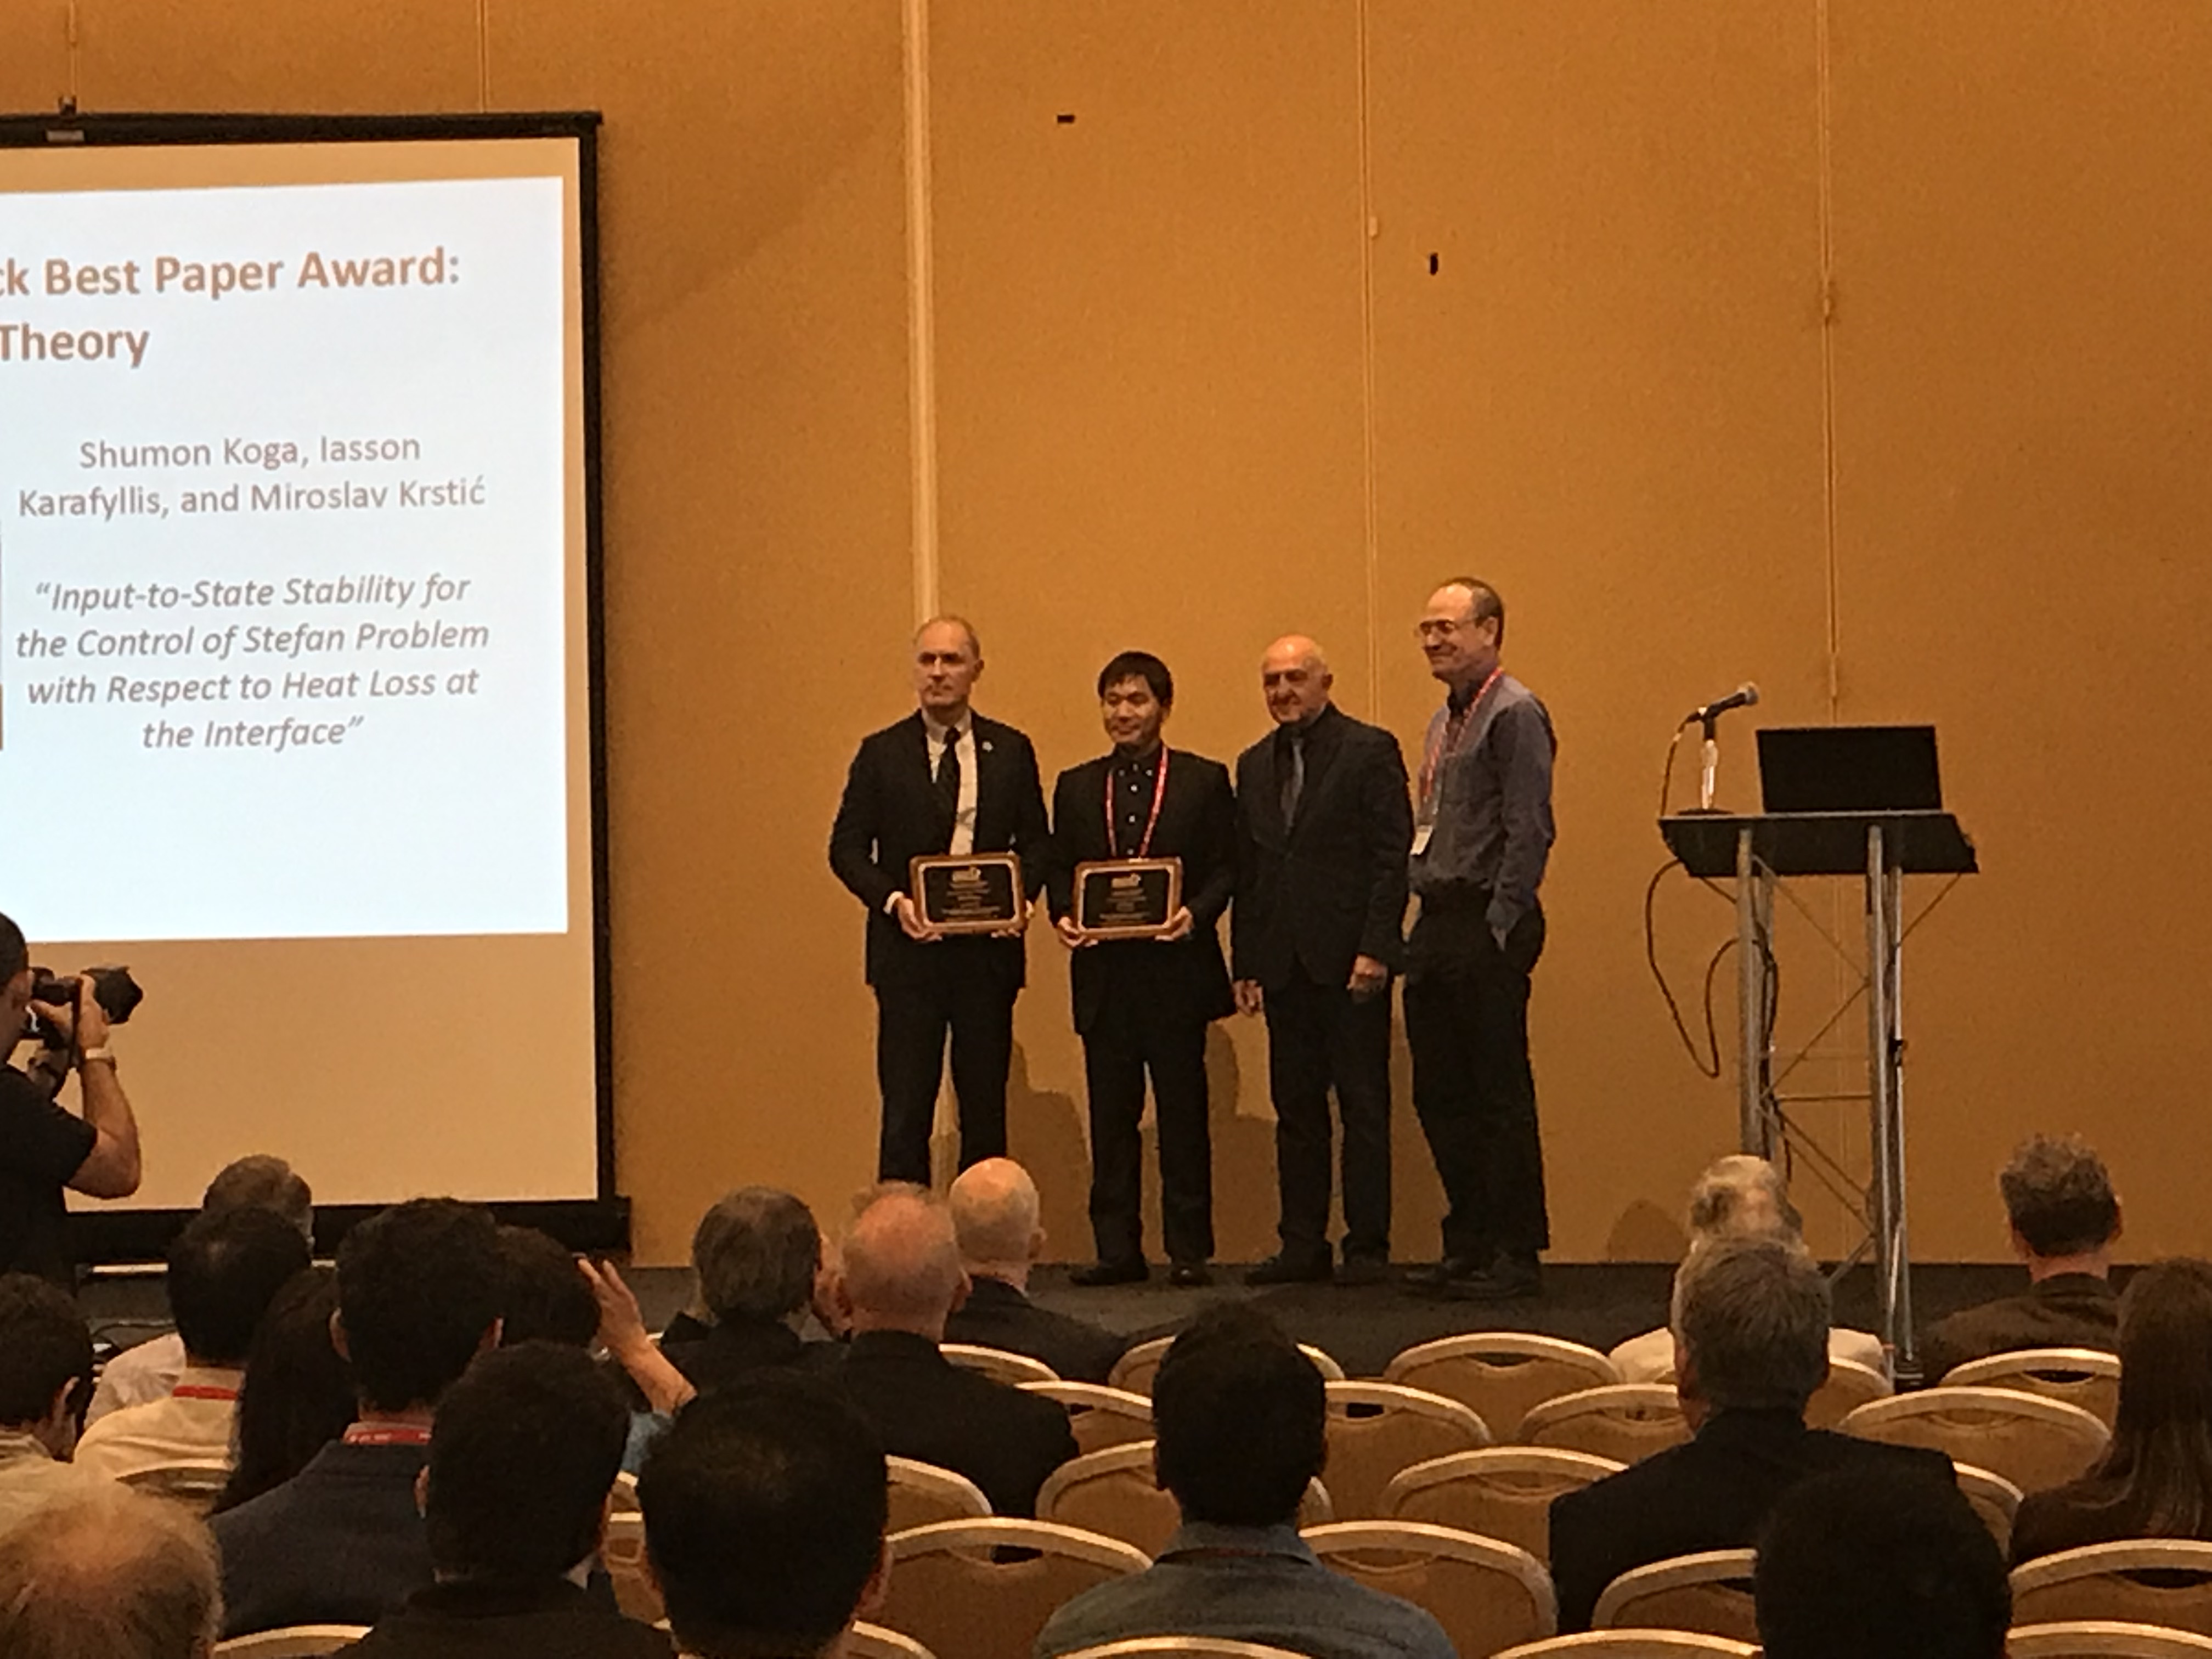 ck Best Paper Award:
Theory
Shumon Koga, Iasson
Karafyllis, and Miroslav Krstić
“Input-to-State Stability for
the Control of Stefan Problem
with Respect to Heat Loss at
the Interface”